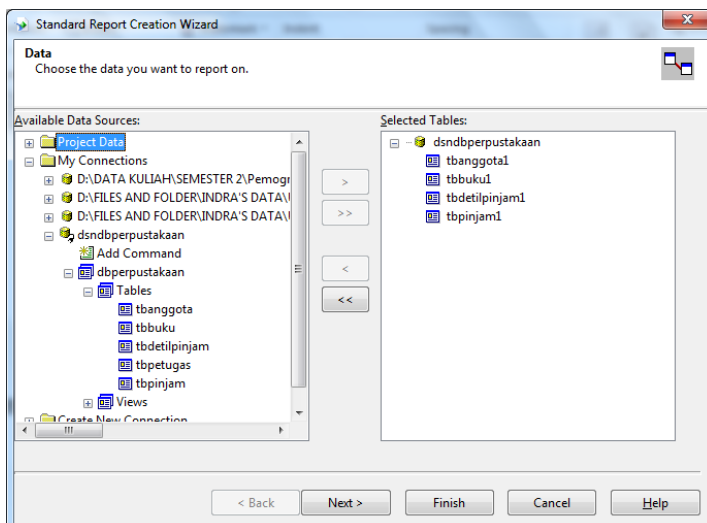 Standard Report Creation Wizard
Data
Choose the data you want to report on.
Available Data Sources:
Project Data
My Connections
D:\DATA KULIAH\SEMESTER 2\Pemogr
D:\FILES AND FOLDER\INDRA'S DATA\
D:\FILES AND FOLDER\INDRA'S DATA\
dsndbperpustakaan
Add Command
dbperpustakaan
Tables
tbanggota
tbbuku
tbdetilpinjam
tbpetugas
tbpinjam
Views
Create New Connection
>
>>
<
<<
Selected Tables:
dsndbperpustakaan
tbanggota1
tbbuku1
tbdetilpinjam1
tbpinjam1
< Back
Next >
Finish
Cancel
Help